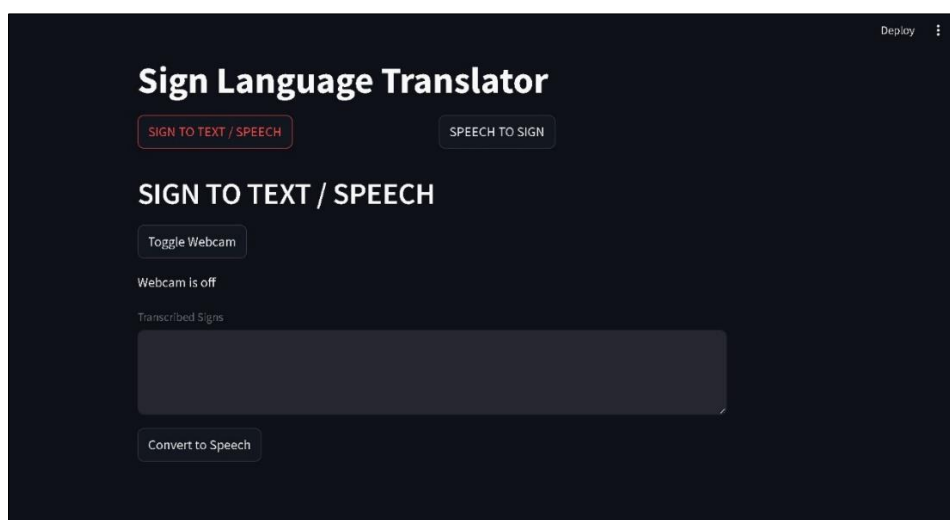 Deploy
Sign Language Translator
SIGN TO TEXT / SPEECH
SPEECH TO SIGN
SIGN TO TEXT / SPEECH
Toggle Webcam
Webcam is off
Transcribed Signs
Convert to Speech